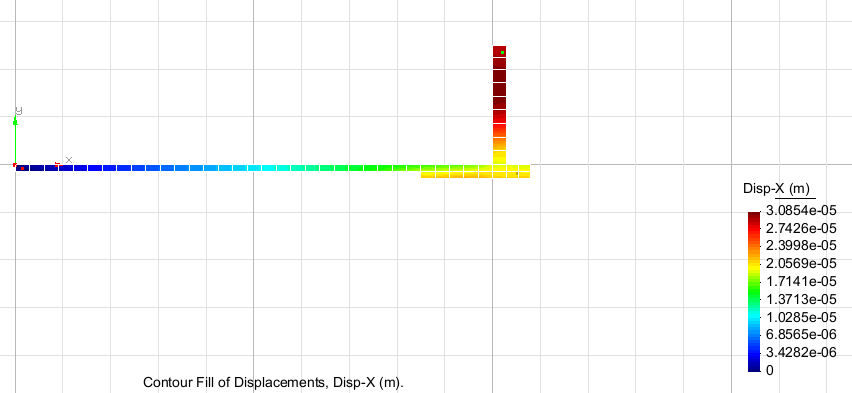 y
x
Disp-X (m)
3.0854e-05
2.7426e-05
2.3998e-05
2.0569e-05
1.7141e-05
1.3713e-05
1.0285e-05
6.8565e-06
3.4282e-06
0
Contour Fill of Displacements, Disp-X (m).